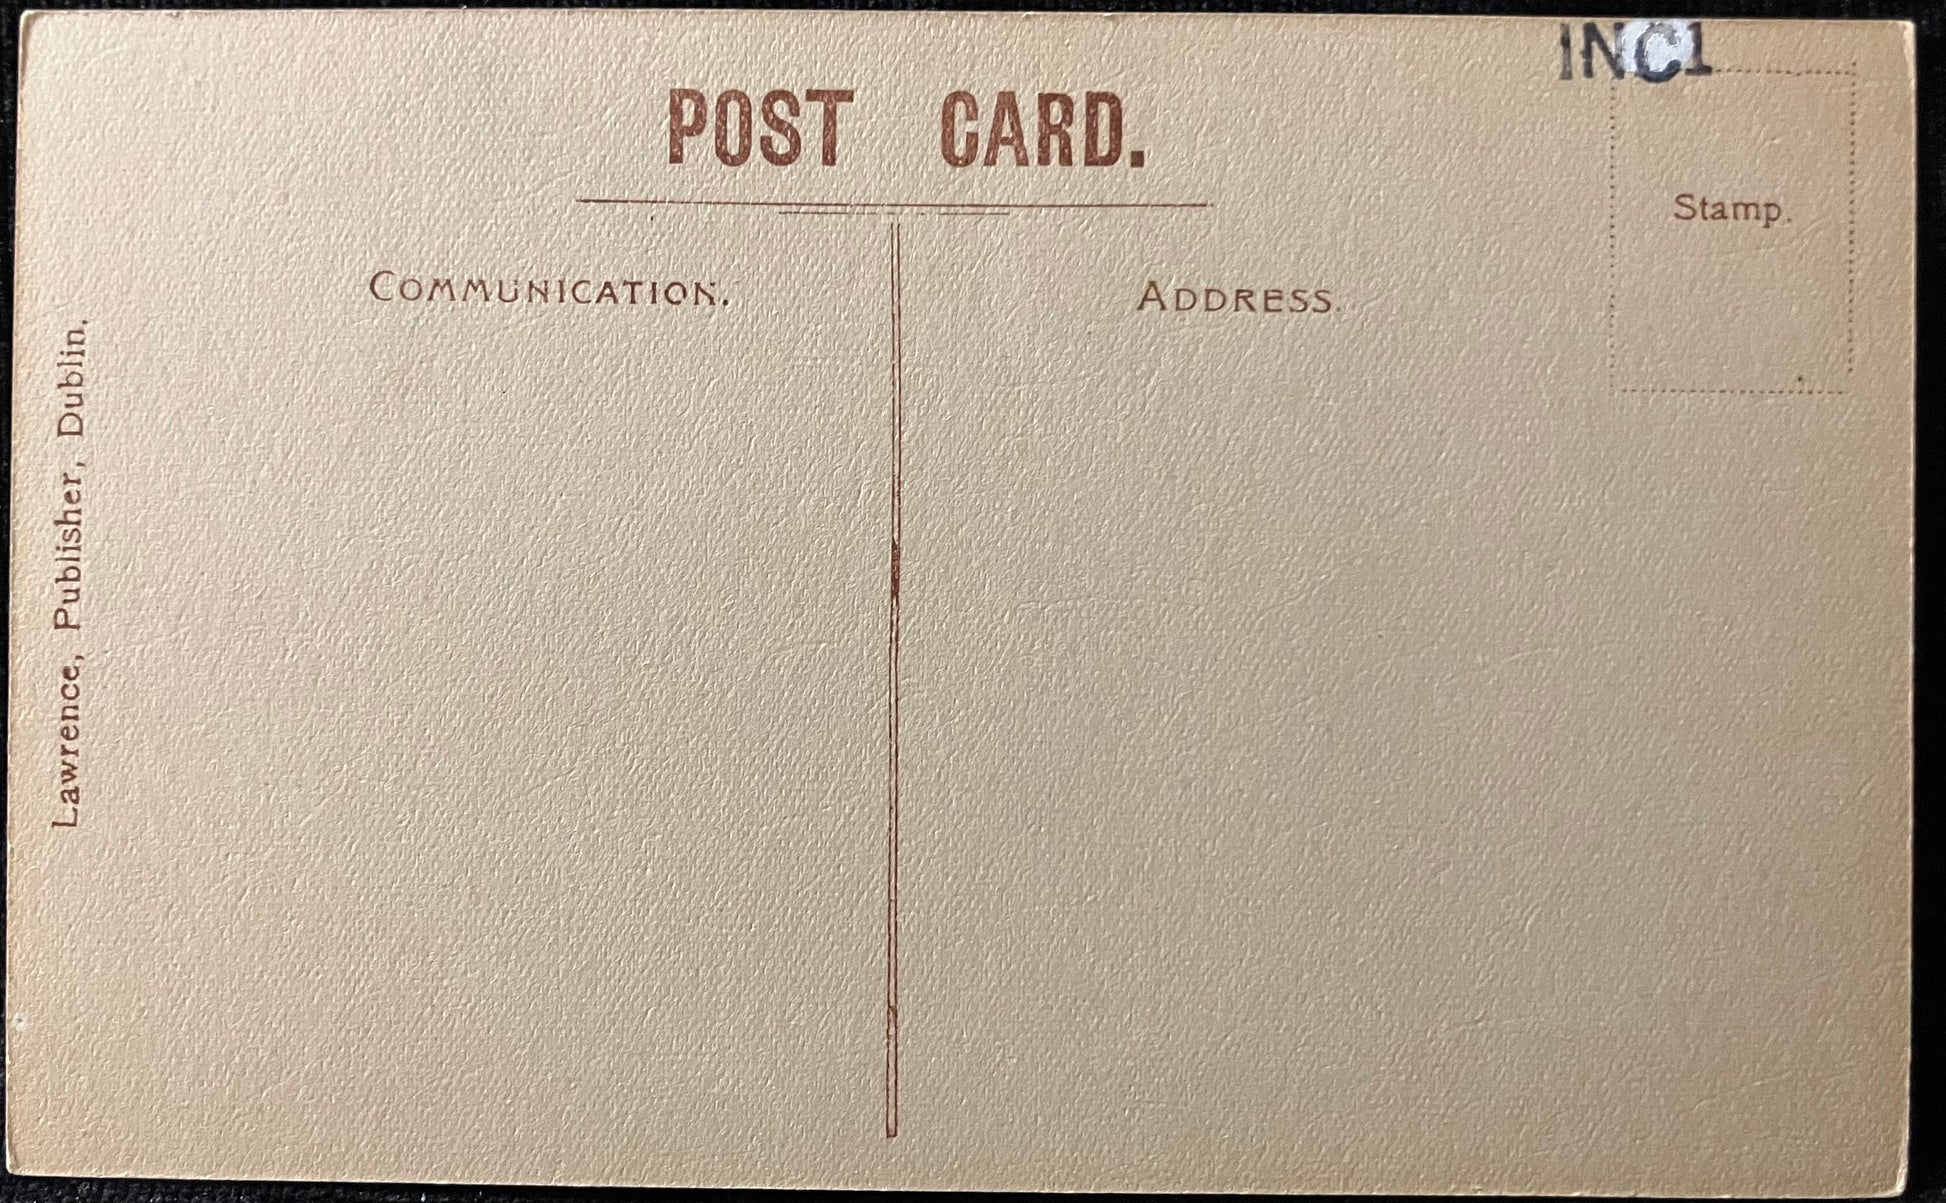 INC1
POST CARD.
Stamp.
COMMUNICATION.
ADDRESS.
Lawrence, Publisher, Dublin.